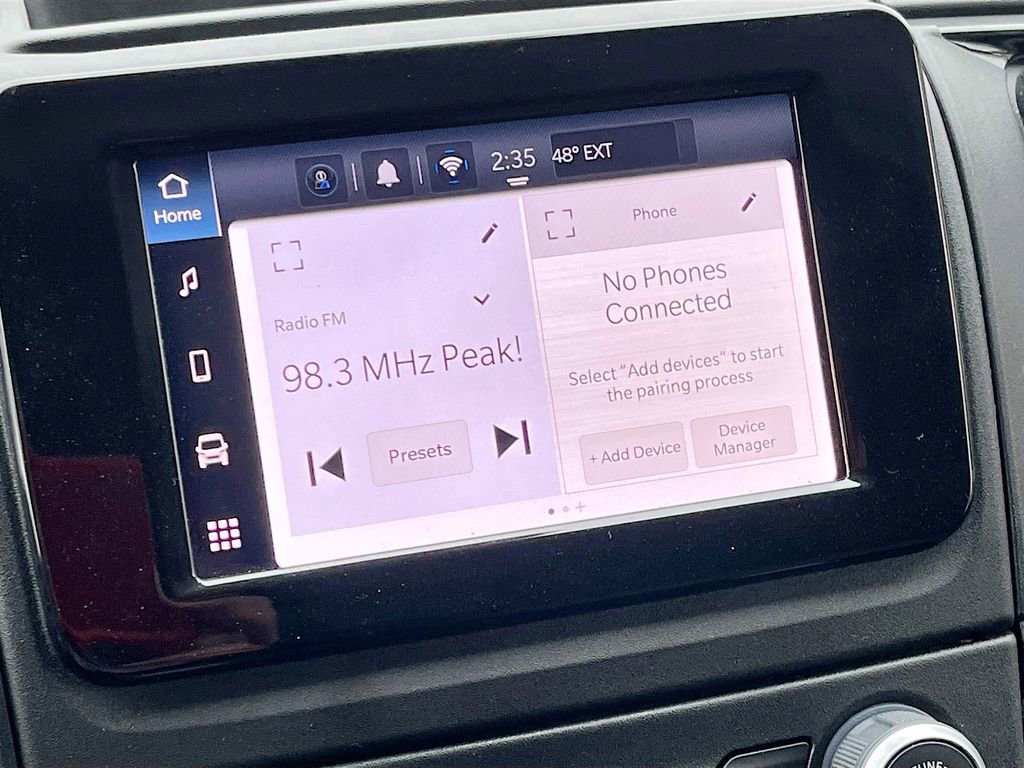 2:35 48° EXT
Home
Radio FM
98.3 MHz Peak!
Presets
Phone
No Phones
Connected
Select "Add devices" to start
the pairing process
+ Add Device
Device
Manager